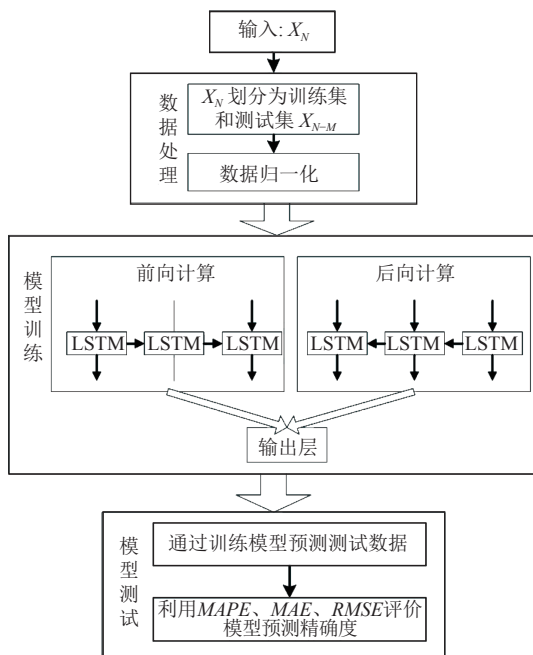 输入: X_N
数据处理
X_N 划分为训练集
和测试集 X_{N-M}
数据归一化
模型训练
前向计算
LSTM LSTM LSTM
后向计算
LSTM LSTM LSTM
输出层
模型测试
通过训练模型预测测试数据
利用MAPE、MAE、RMSE评价
模型预测精确度